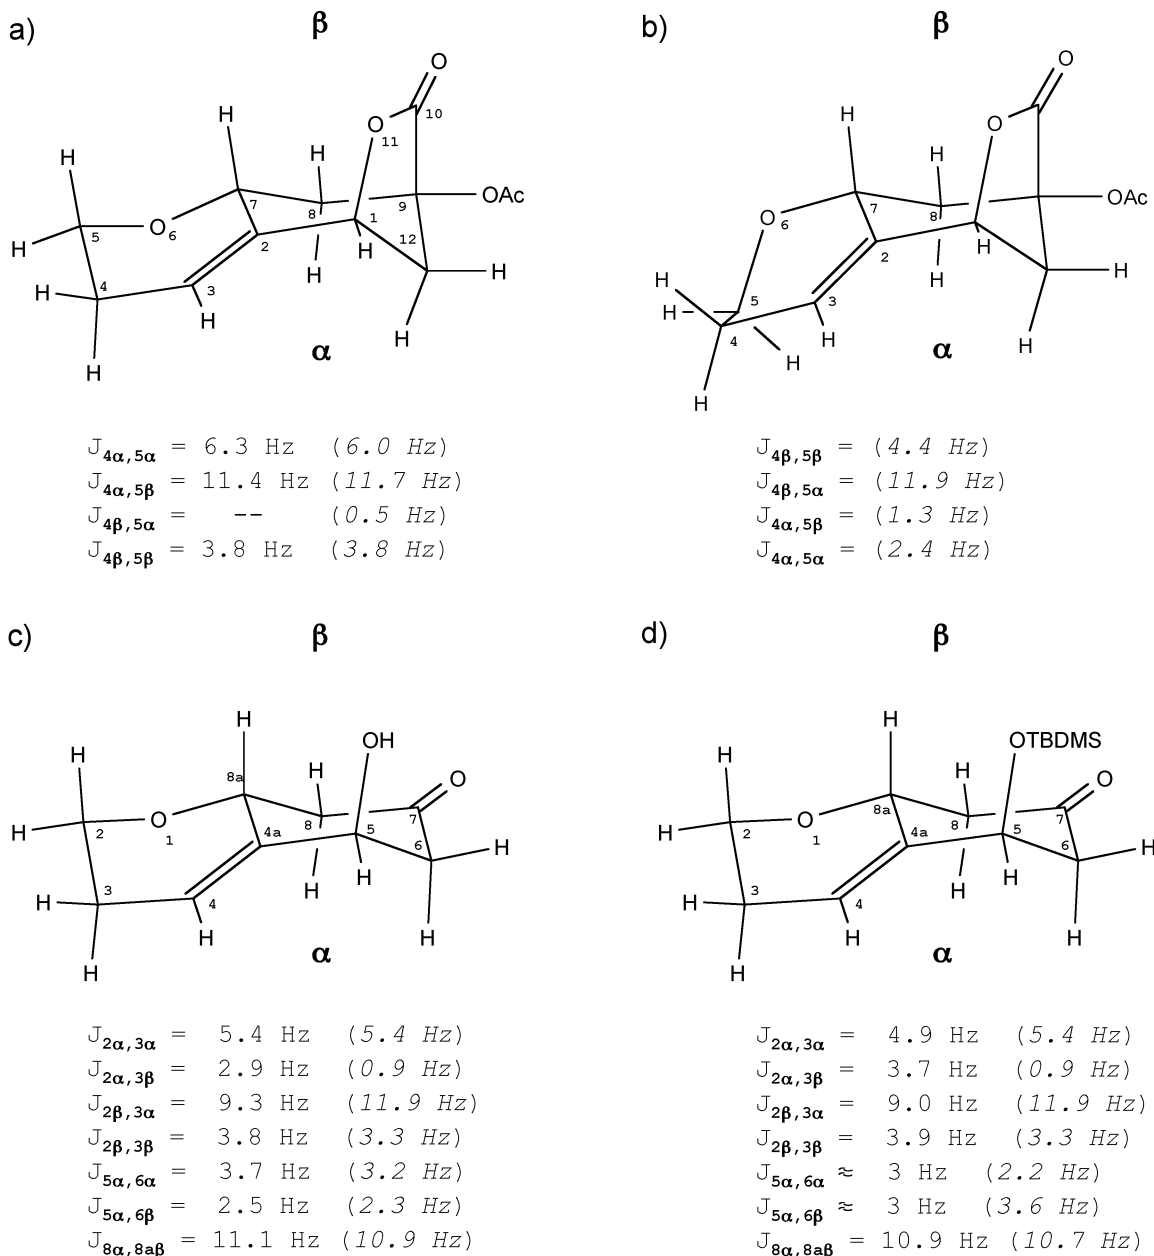 a)
β
O
10
O
11
H
H
H
OAc
7
8
9
1
O
6
5
H
2
12
H
H
H
4
3
H
H
H
H
α
J4α,5α = 6.3 Hz (6.0 Hz)
J4α,5β = 11.4 Hz (11.7 Hz)
J4β,5α = -- (0.5 Hz)
J4β,5β = 3.8 Hz (3.8 Hz)
b)
β
O
O
H
H
OAc
7
8
O
6
2
H
H
H
H
H
5
3
4
H
H
H
H
α
J4β,5β = (4.4 Hz)
J4β,5α = (11.9 Hz)
J4α,5β = (1.3 Hz)
J4α,5α = (2.4 Hz)
c)
β
H
OH
H
H
8a
O
O
1
2
H
8
7
5
4a
6
H
H
H
H
3
4
H
H
H
α
J2α,3α = 5.4 Hz (5.4 Hz)
J2α,3β = 2.9 Hz (0.9 Hz)
J2β,3α = 9.3 Hz (11.9 Hz)
J2β,3β = 3.8 Hz (3.3 Hz)
J5α,6α = 3.7 Hz (3.2 Hz)
J5α,6β = 2.5 Hz (2.3 Hz)
J8α,8aβ = 11.1 Hz (10.9 Hz)
d)
β
H
OTBDMS
H
H
8a
O
O
1
2
H
8
7
5
4a
6
H
H
H
H
3
4
H
H
H
α
J2α,3α = 4.9 Hz (5.4 Hz)
J2α,3β = 3.7 Hz (0.9 Hz)
J2β,3α = 9.0 Hz (11.9 Hz)
J2β,3β = 3.9 Hz (3.3 Hz)
J5α,6α ≈ 3 Hz (2.2 Hz)
J5α,6β ≈ 3 Hz (3.6 Hz)
J8α,8aβ = 10.9 Hz (10.7 Hz)